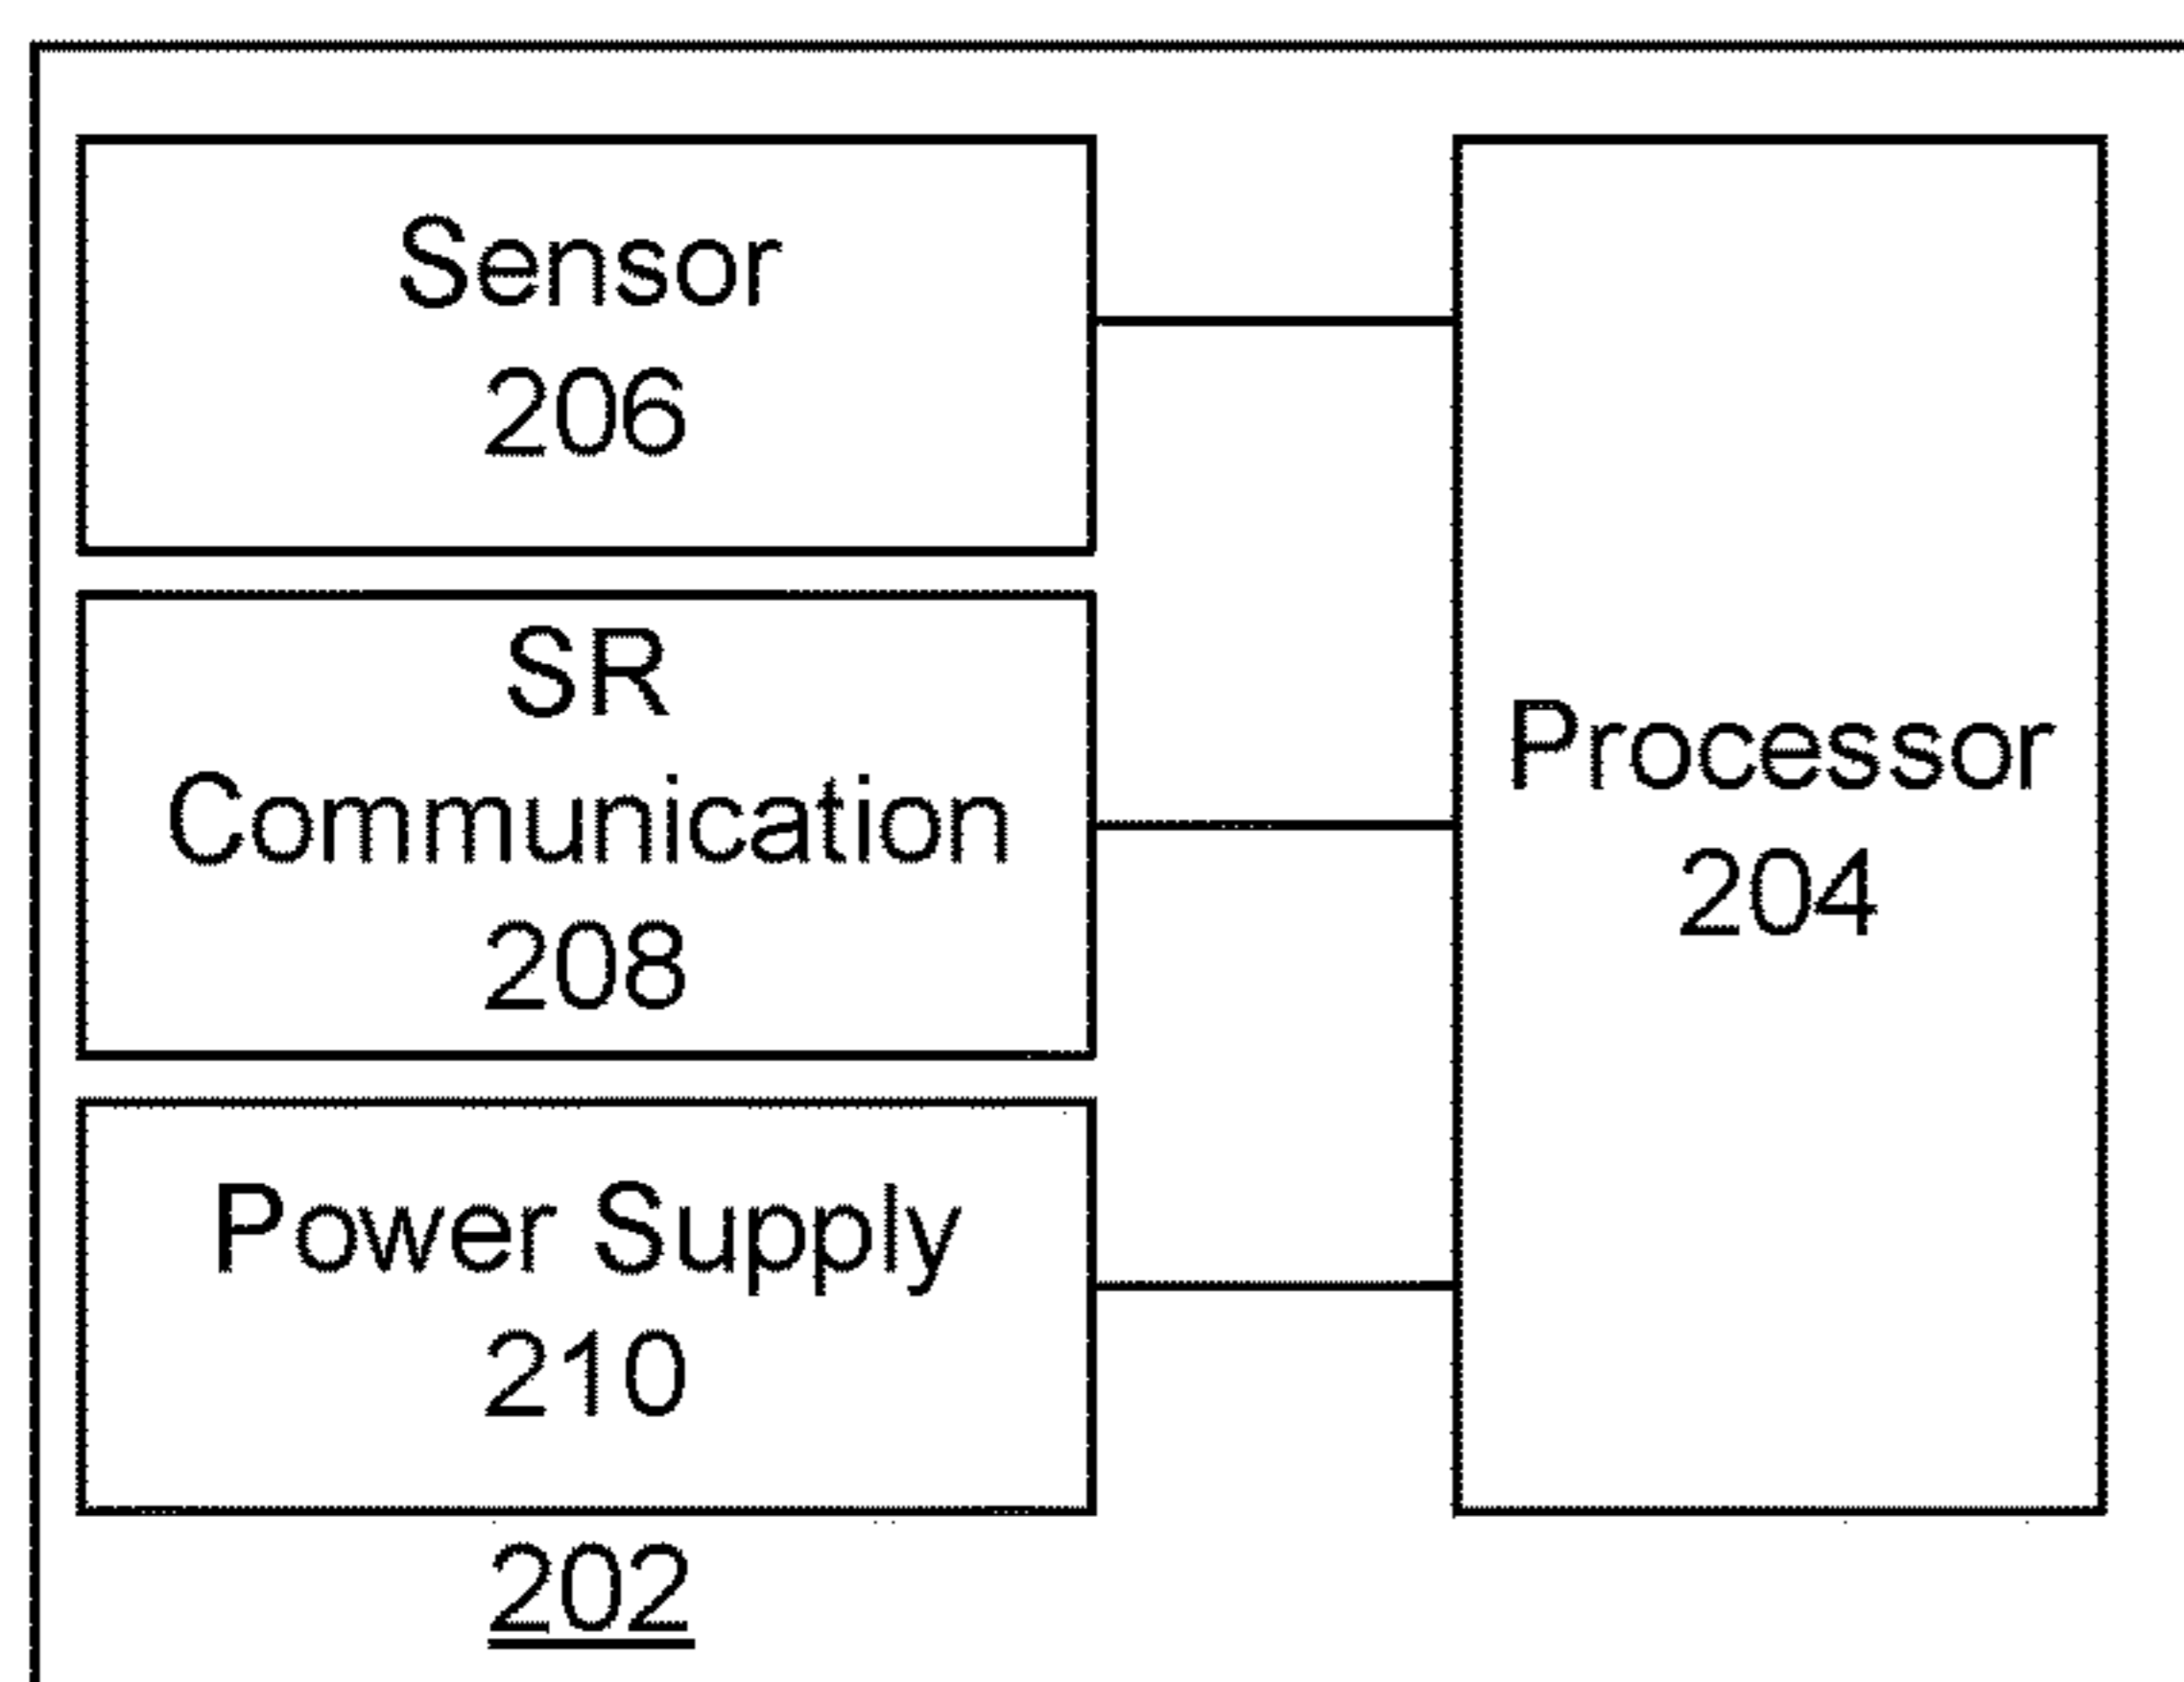 Sensor
206
SR
Communication
208
Power Supply
210
202
Processor
204